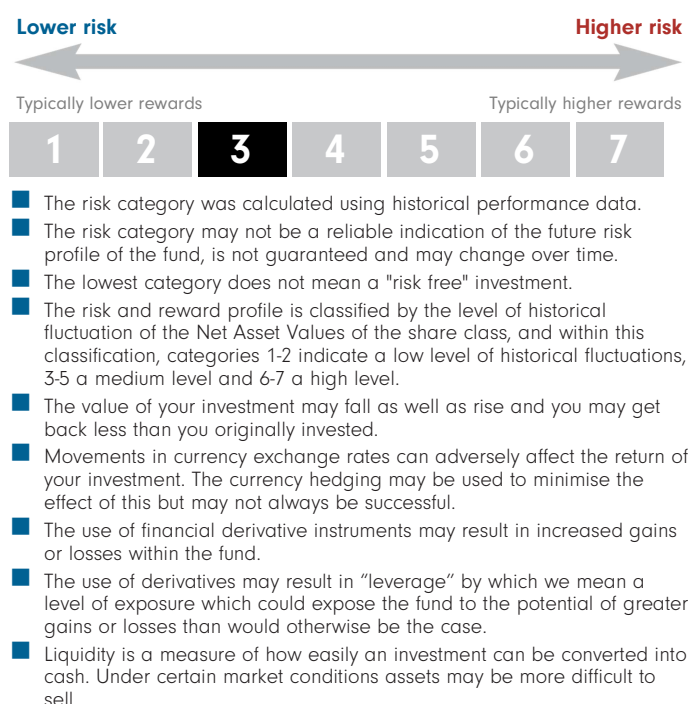 Lower risk Higher risk
Typically lower rewards Typically higher rewards
1 2 3 4 5 6 7
The risk category was calculated using historical performance data.
The risk category may not be a reliable indication of the future risk
profile of the fund, is not guaranteed and may change over time.
The lowest category does not mean a "risk free" investment.
The risk and reward profile is classified by the level of historical
fluctuation of the Net Asset Values of the share class, and within this
classification, categories 1-2 indicate a low level of historical fluctuations,
3-5 a medium level and 6-7 a high level.
The value of your investment may fall as well as rise and you may get
back less than you originally invested.
Movements in currency exchange rates can adversely affect the return of
your investment. The currency hedging may be used to minimise the
effect of this but may not always be successful.
The use of financial derivative instruments may result in increased gains
or losses within the fund.
The use of derivatives may result in “leverage” by which we mean a
level of exposure which could expose the fund to the potential of greater
gains or losses than would otherwise be the case.
Liquidity is a measure of how easily an investment can be converted into
cash. Under certain market conditions assets may be more difficult to
sell